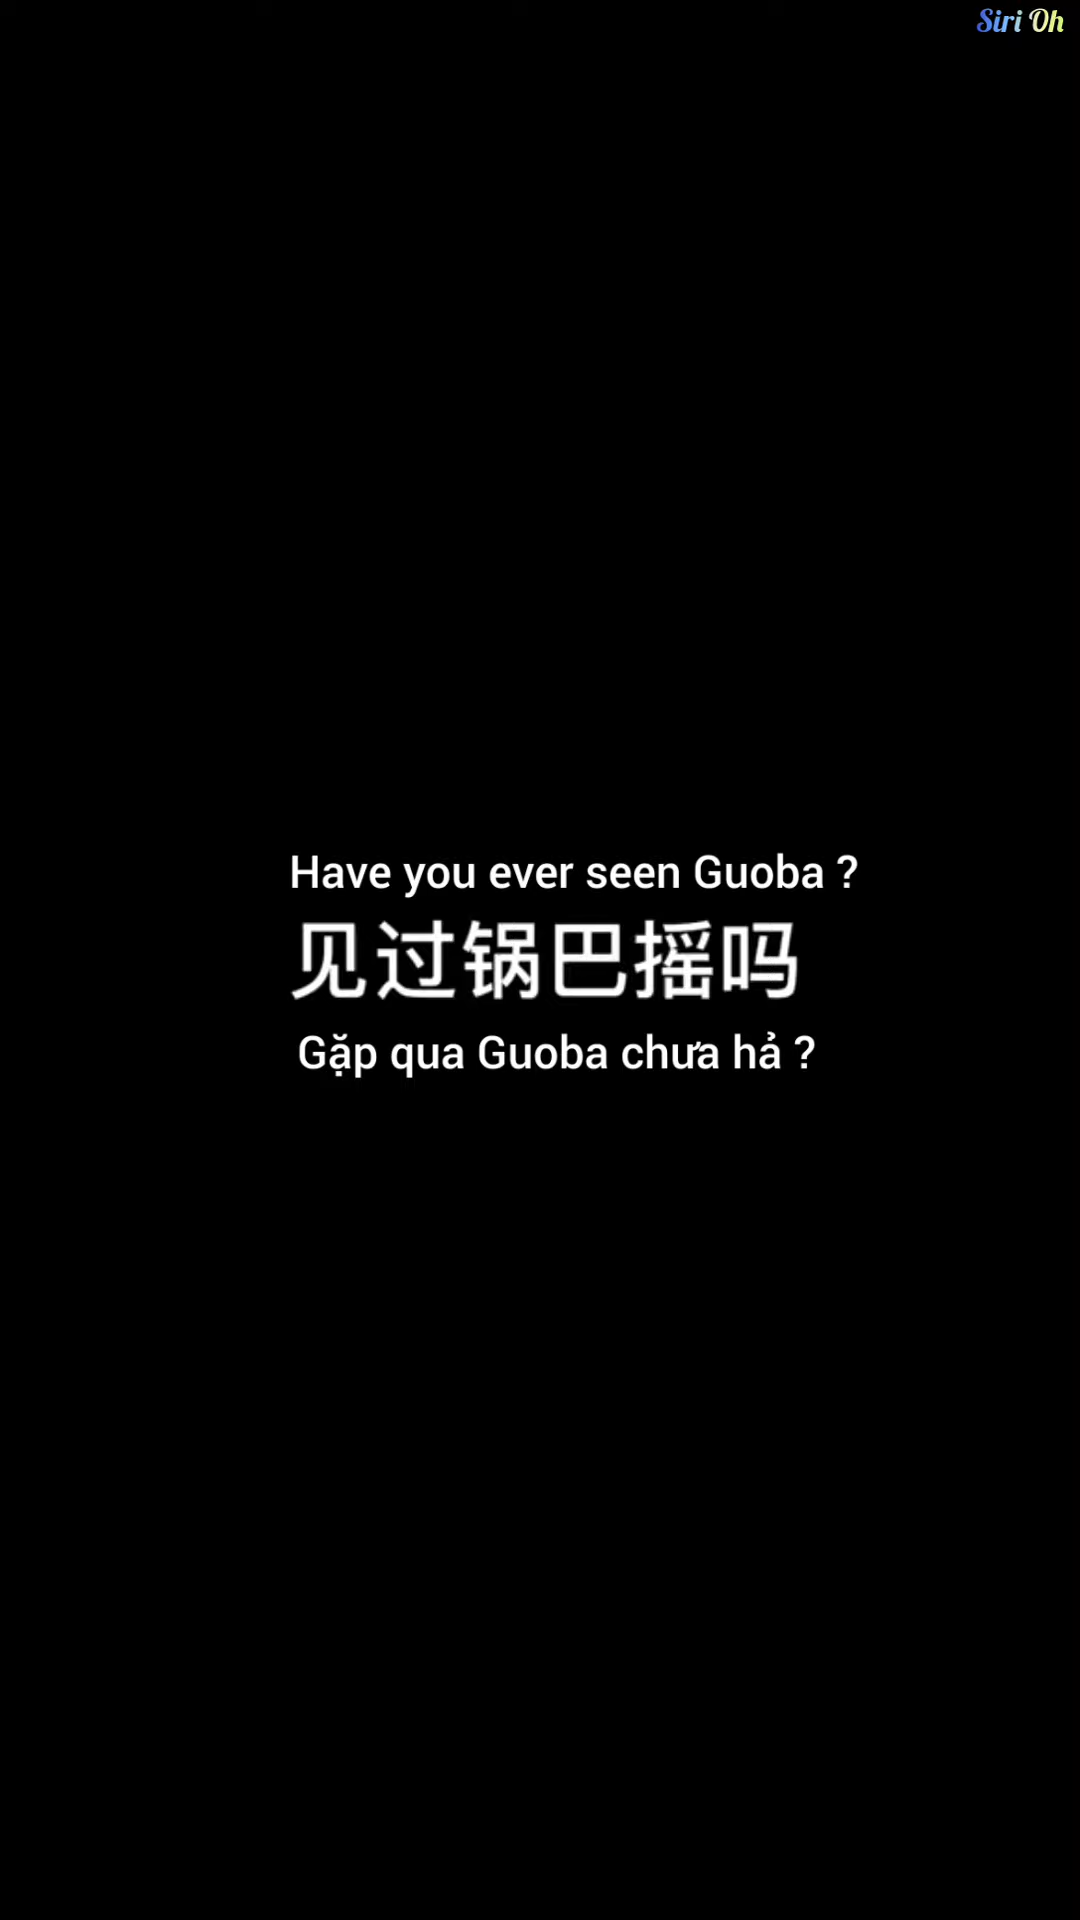 Siri Oh
Have you ever seen Guoba ?
见过锅巴摇吗
Gặp qua Guoba chưa hả ?